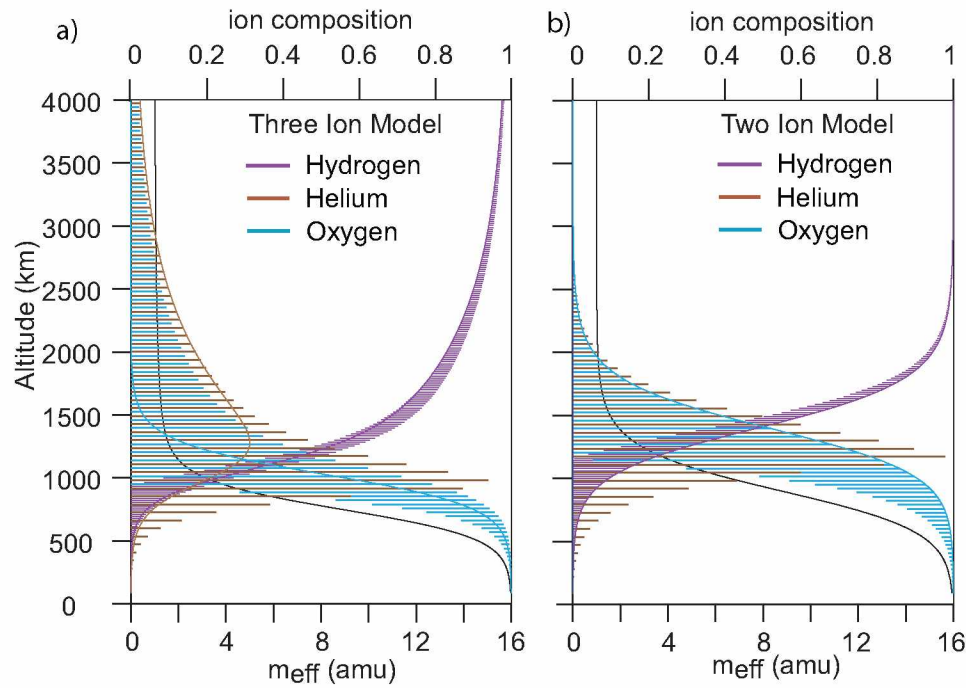 a)
ion composition
0 0.2 0.4 0.6 0.8 1
Three Ion Model
Hydrogen
Helium
Oxygen
Altitude (km)
4000
3500
3000
2500
2000
1500
1000
500
0
0 4 8 12 16
meff (amu)
b)
ion composition
0 0.2 0.4 0.6 0.8 1
Two Ion Model
Hydrogen
Helium
Oxygen
0 4 8 12 16
meff (amu)